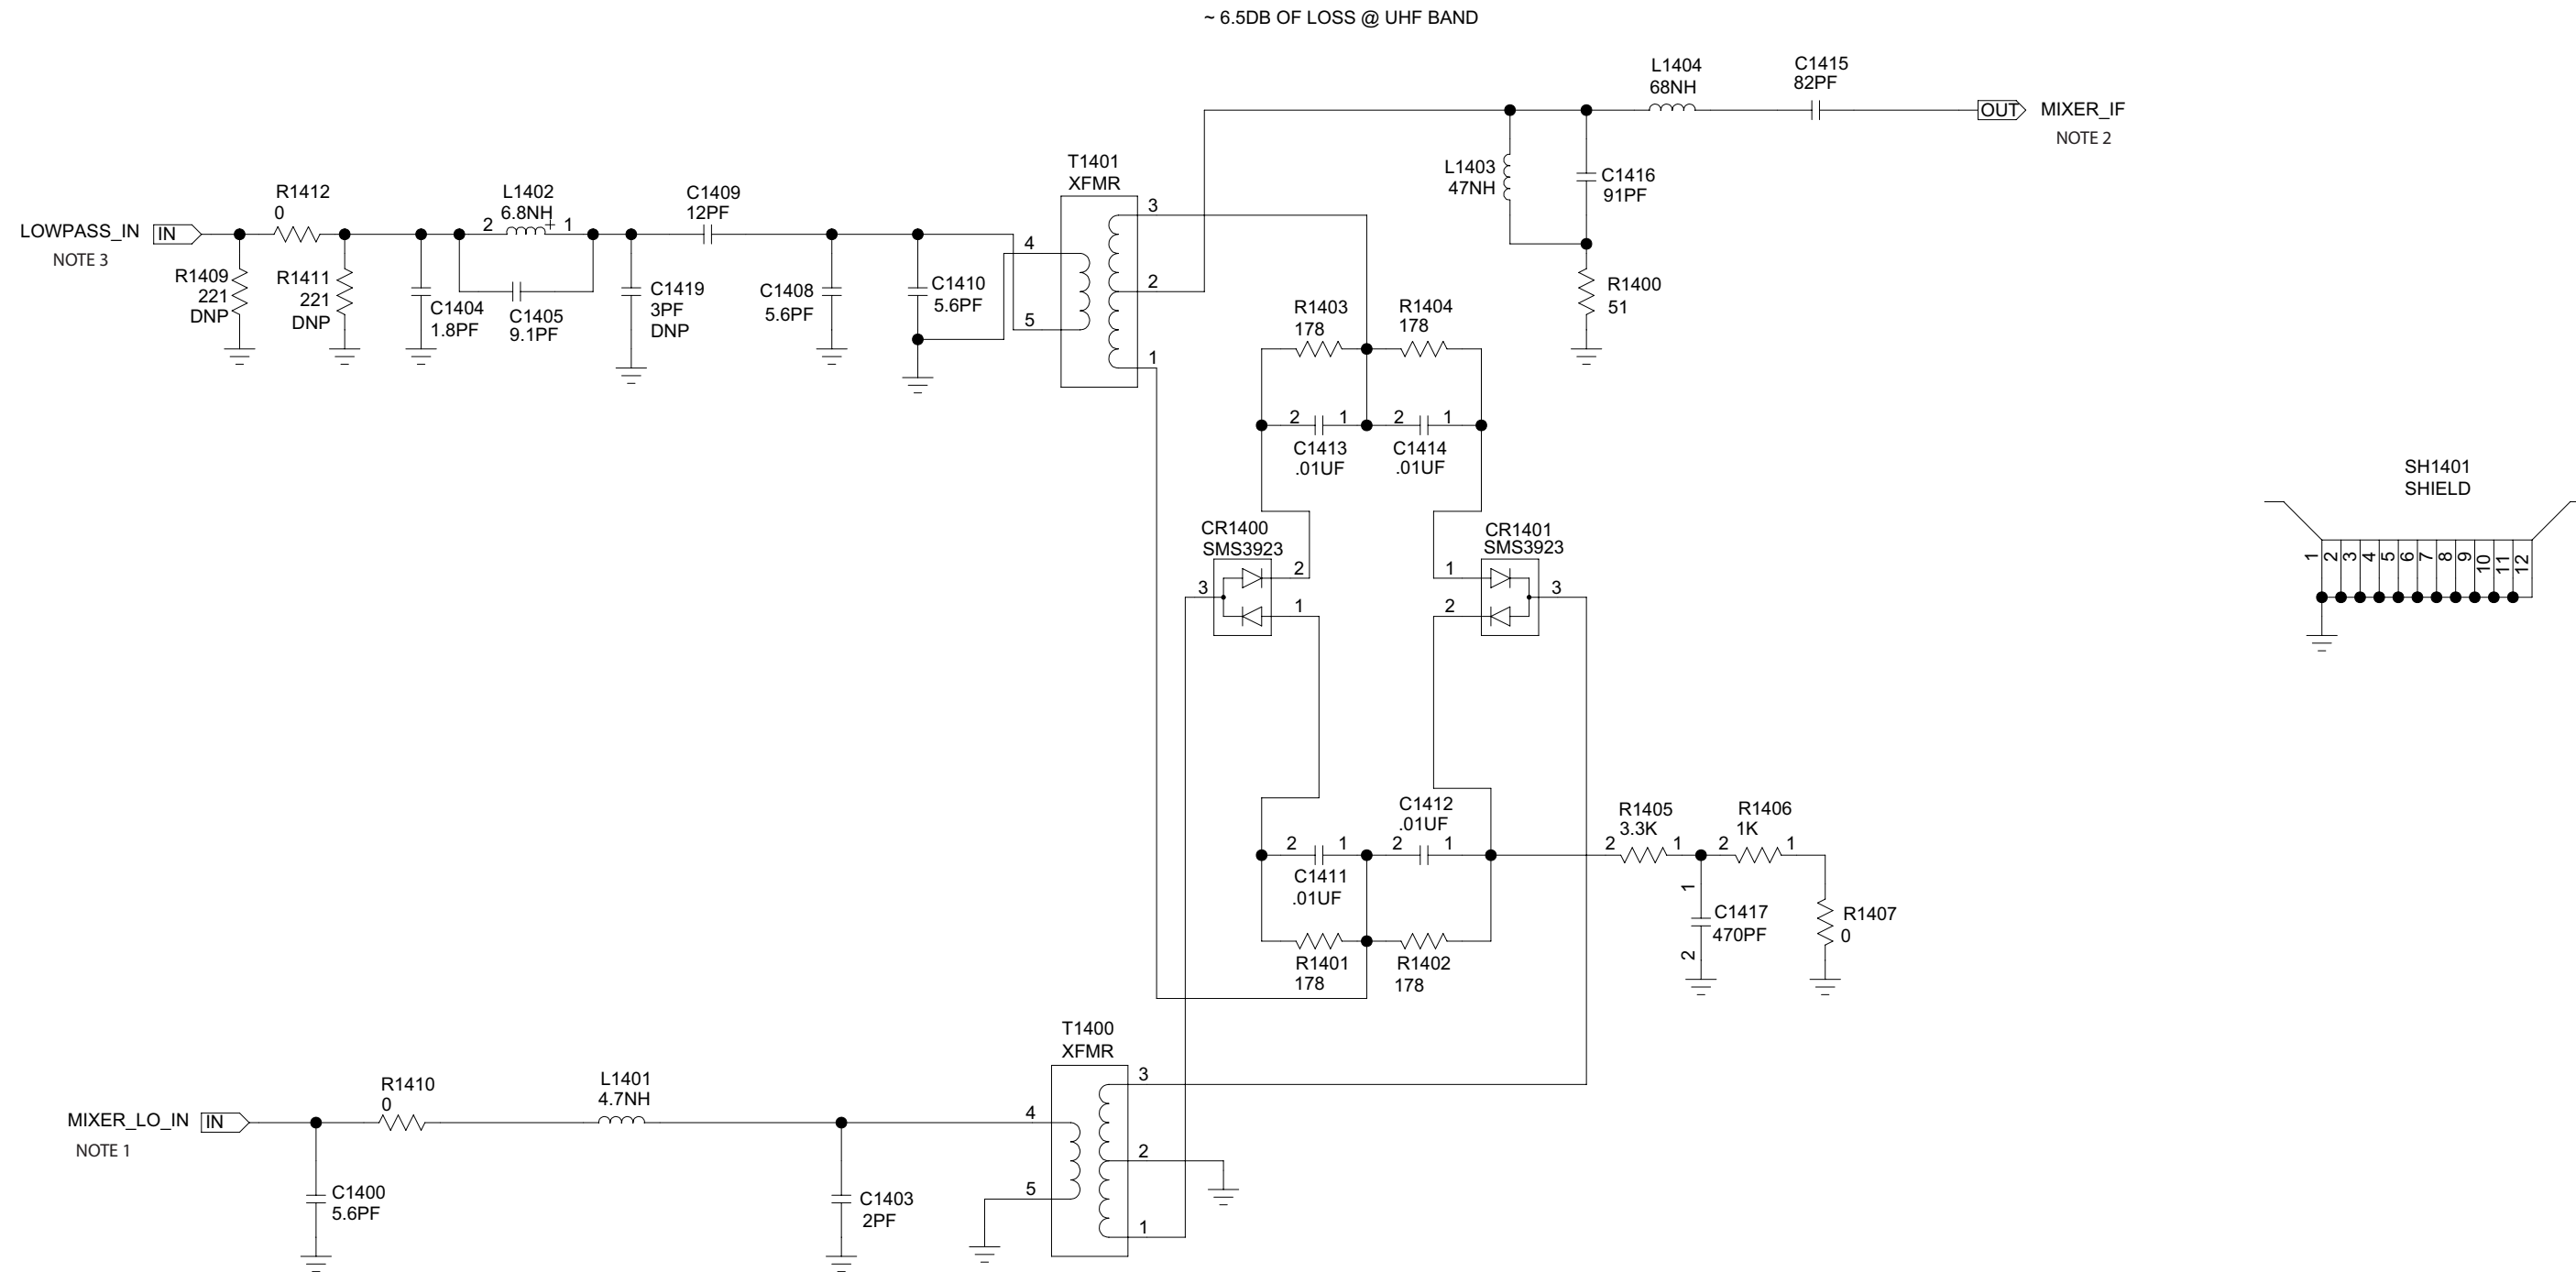 ~ 6.5DB OF LOSS @ UHF BAND
L1404
68NH
C1415
82PF
OUT
MIXER_IF
NOTE 2
L1403
47NH
C1416
91PF
R1400
51
T1401
XFMR
3
2
1
4
5
LOWPASS_IN
IN
NOTE 3
R1412
0
R1409
221
DNP
R1411
221
DNP
L1402
6.8NH
2
+
1
C1404
1.8PF
C1405
9.1PF
C1419
3PF
DNP
C1409
12PF
C1408
5.6PF
C1410
5.6PF
R1403
178
R1404
178
2
1
2
1
C1413
.01UF
C1414
.01UF
CR1400
SMS3923
3
2
1
CR1401
SMS3923
1
2
3
SH1401
SHIELD
1
2
3
4
5
6
7
8
9
10
11
12
C1412
.01UF
2
1
2
1
C1411
.01UF
R1401
178
R1402
178
R1405
3.3K
2
1
R1406
1K
2
1
1
C1417
470PF
2
R1407
0
T1400
XFMR
3
2
1
4
5
MIXER_LO_IN
IN
NOTE 1
R1410
0
L1401
4.7NH
C1400
5.6PF
C1403
2PF